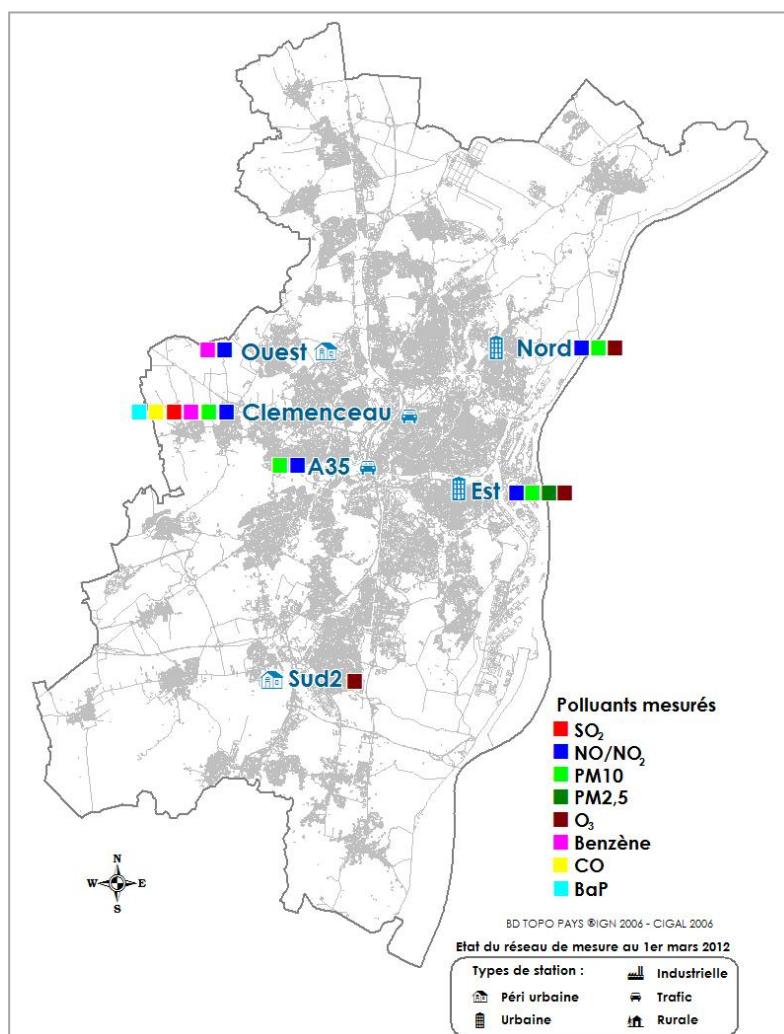 Ouest
Nord
Clemenceau
A35
Est
Sud2
Polluants mesurés
SO₂
NO/NO₂
PM10
PM2,5
O₃
Benzène
CO
BaP
N
W E
S
BD TOPO PAYS ®IGN 2006 - CIGAL 2006
Etat du réseau de mesure au 1er mars 2012
Types de station :
Industrielle
Péri urbaine
Trafic
Urbaine
Rurale